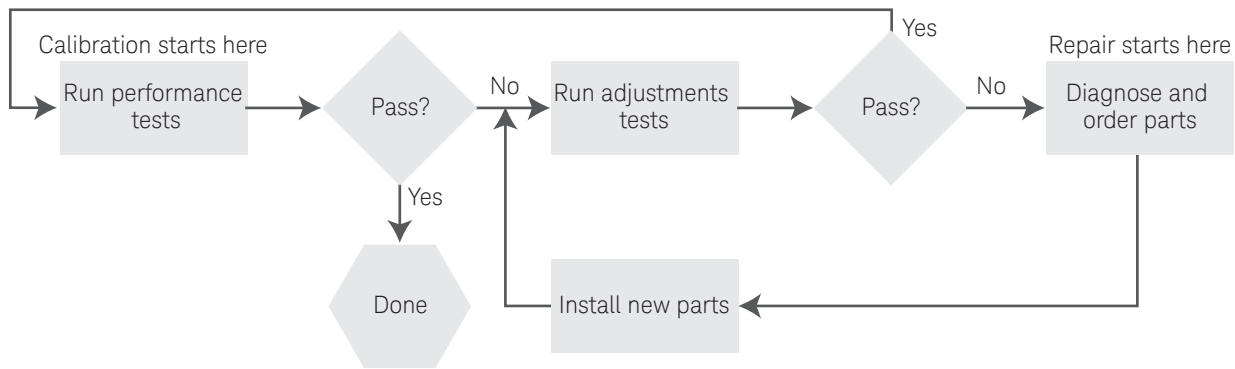 Yes
Calibration starts here
Repair starts here
Run performance
tests
Pass?
No
Run adjustments
tests
Pass?
No
Diagnose and
order parts
Yes
Done
Install new parts